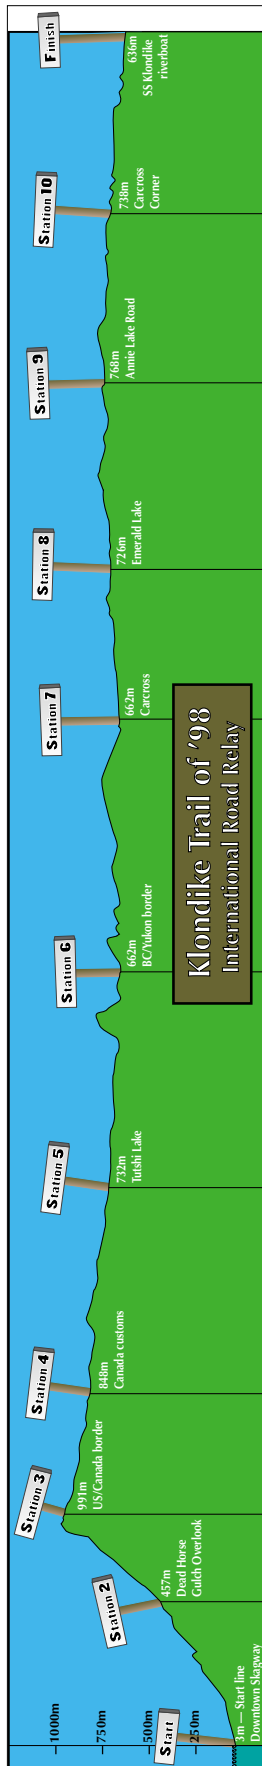 Klondike Trail of '98
International Road Relay
1000m
750m
500m
250m
Start
3m — Start line
Downtown Skagway
Station 2
457m
Dead Horse
Gulch Overlook
Station 3
991m
US/Canada border
Station 4
848m
Canada customs
Station 5
732m
Tutshi Lake
Station 6
662m
BC/Yukon border
Station 7
662m
Carcross
Station 8
726m
Emerald Lake
Station 9
768m
Annie Lake Road
Station 10
738m
Carcross
Corner
Finish
636m
SS Klondike
riverboat